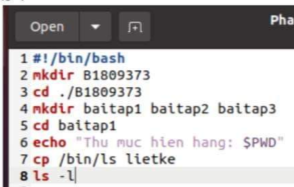 Open Pha
1 #!/bin/bash
2 mkdir B1809373
3 cd ./B1809373
4 mkdir baitap1 baitap2 baitap3
5 cd baitap1
6 echo "Thu muc hien hang: $PWD"
7 cp /bin/ls lietke
8 ls -l